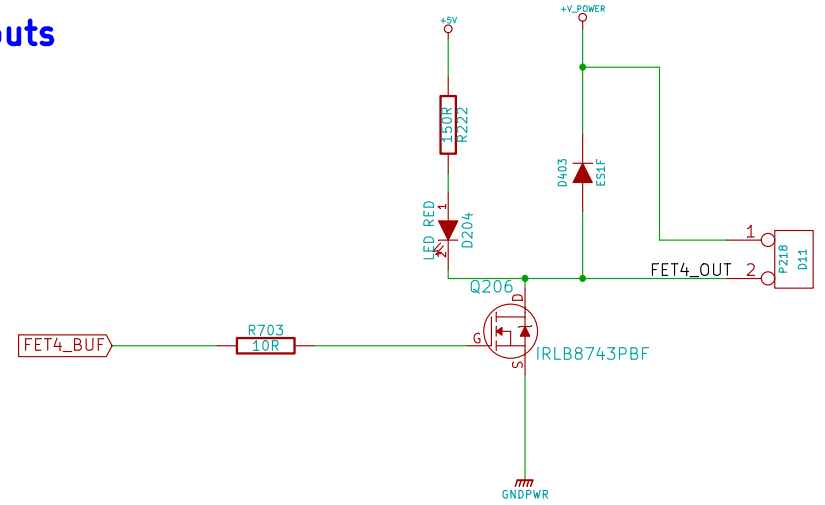 uts
+5V
+V_POWER
150R
R222
D403
ES1F
LED RED
1
2
D204
1
2
P218
D11
FET4_OUT
Q206
D
G
S
IRLB8743PBF
FET4_BUF
R703
10R
GNDPWR